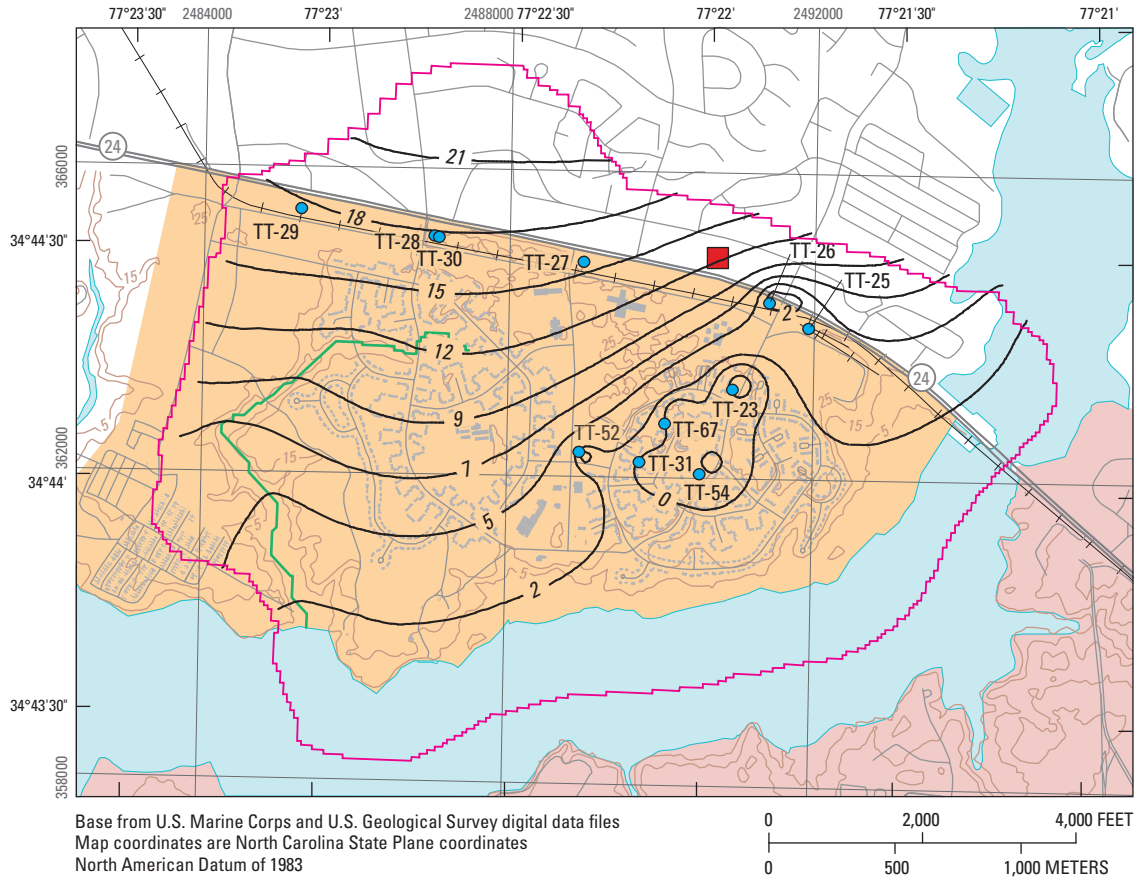 77°23'30" 2484000 77°23' 2488000 77°22'30" 77°22' 2492000 77°21'30" 77°21'
24
3666000
21
25
18
TT-29
TT-28
TT-30
TT-27
TT-26
TT-25
34°44'30"
15
15
2
12
24
TT-23
9
TT-67
5
TT-52
15
25
3662000
34°44'
15
TT-31
TT-54
0
5
5
2
5
34°43'30"
3658000
Base from U.S. Marine Corps and U.S. Geological Survey digital data files
Map coordinates are North Carolina State Plane coordinates
North American Datum of 1983
0 2,000 4,000 FEET
0 500 1,000 METERS